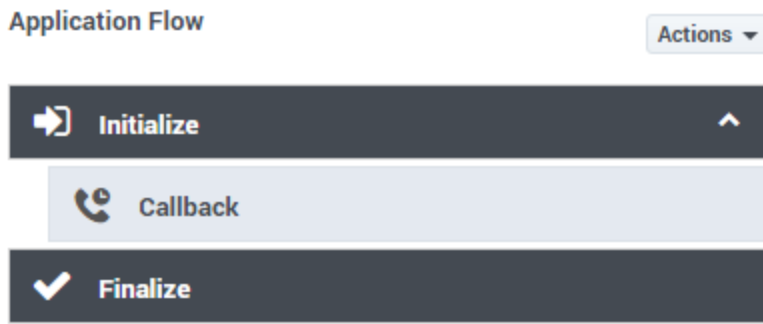 Application Flow
Actions
Initialize
Callback
Finalize